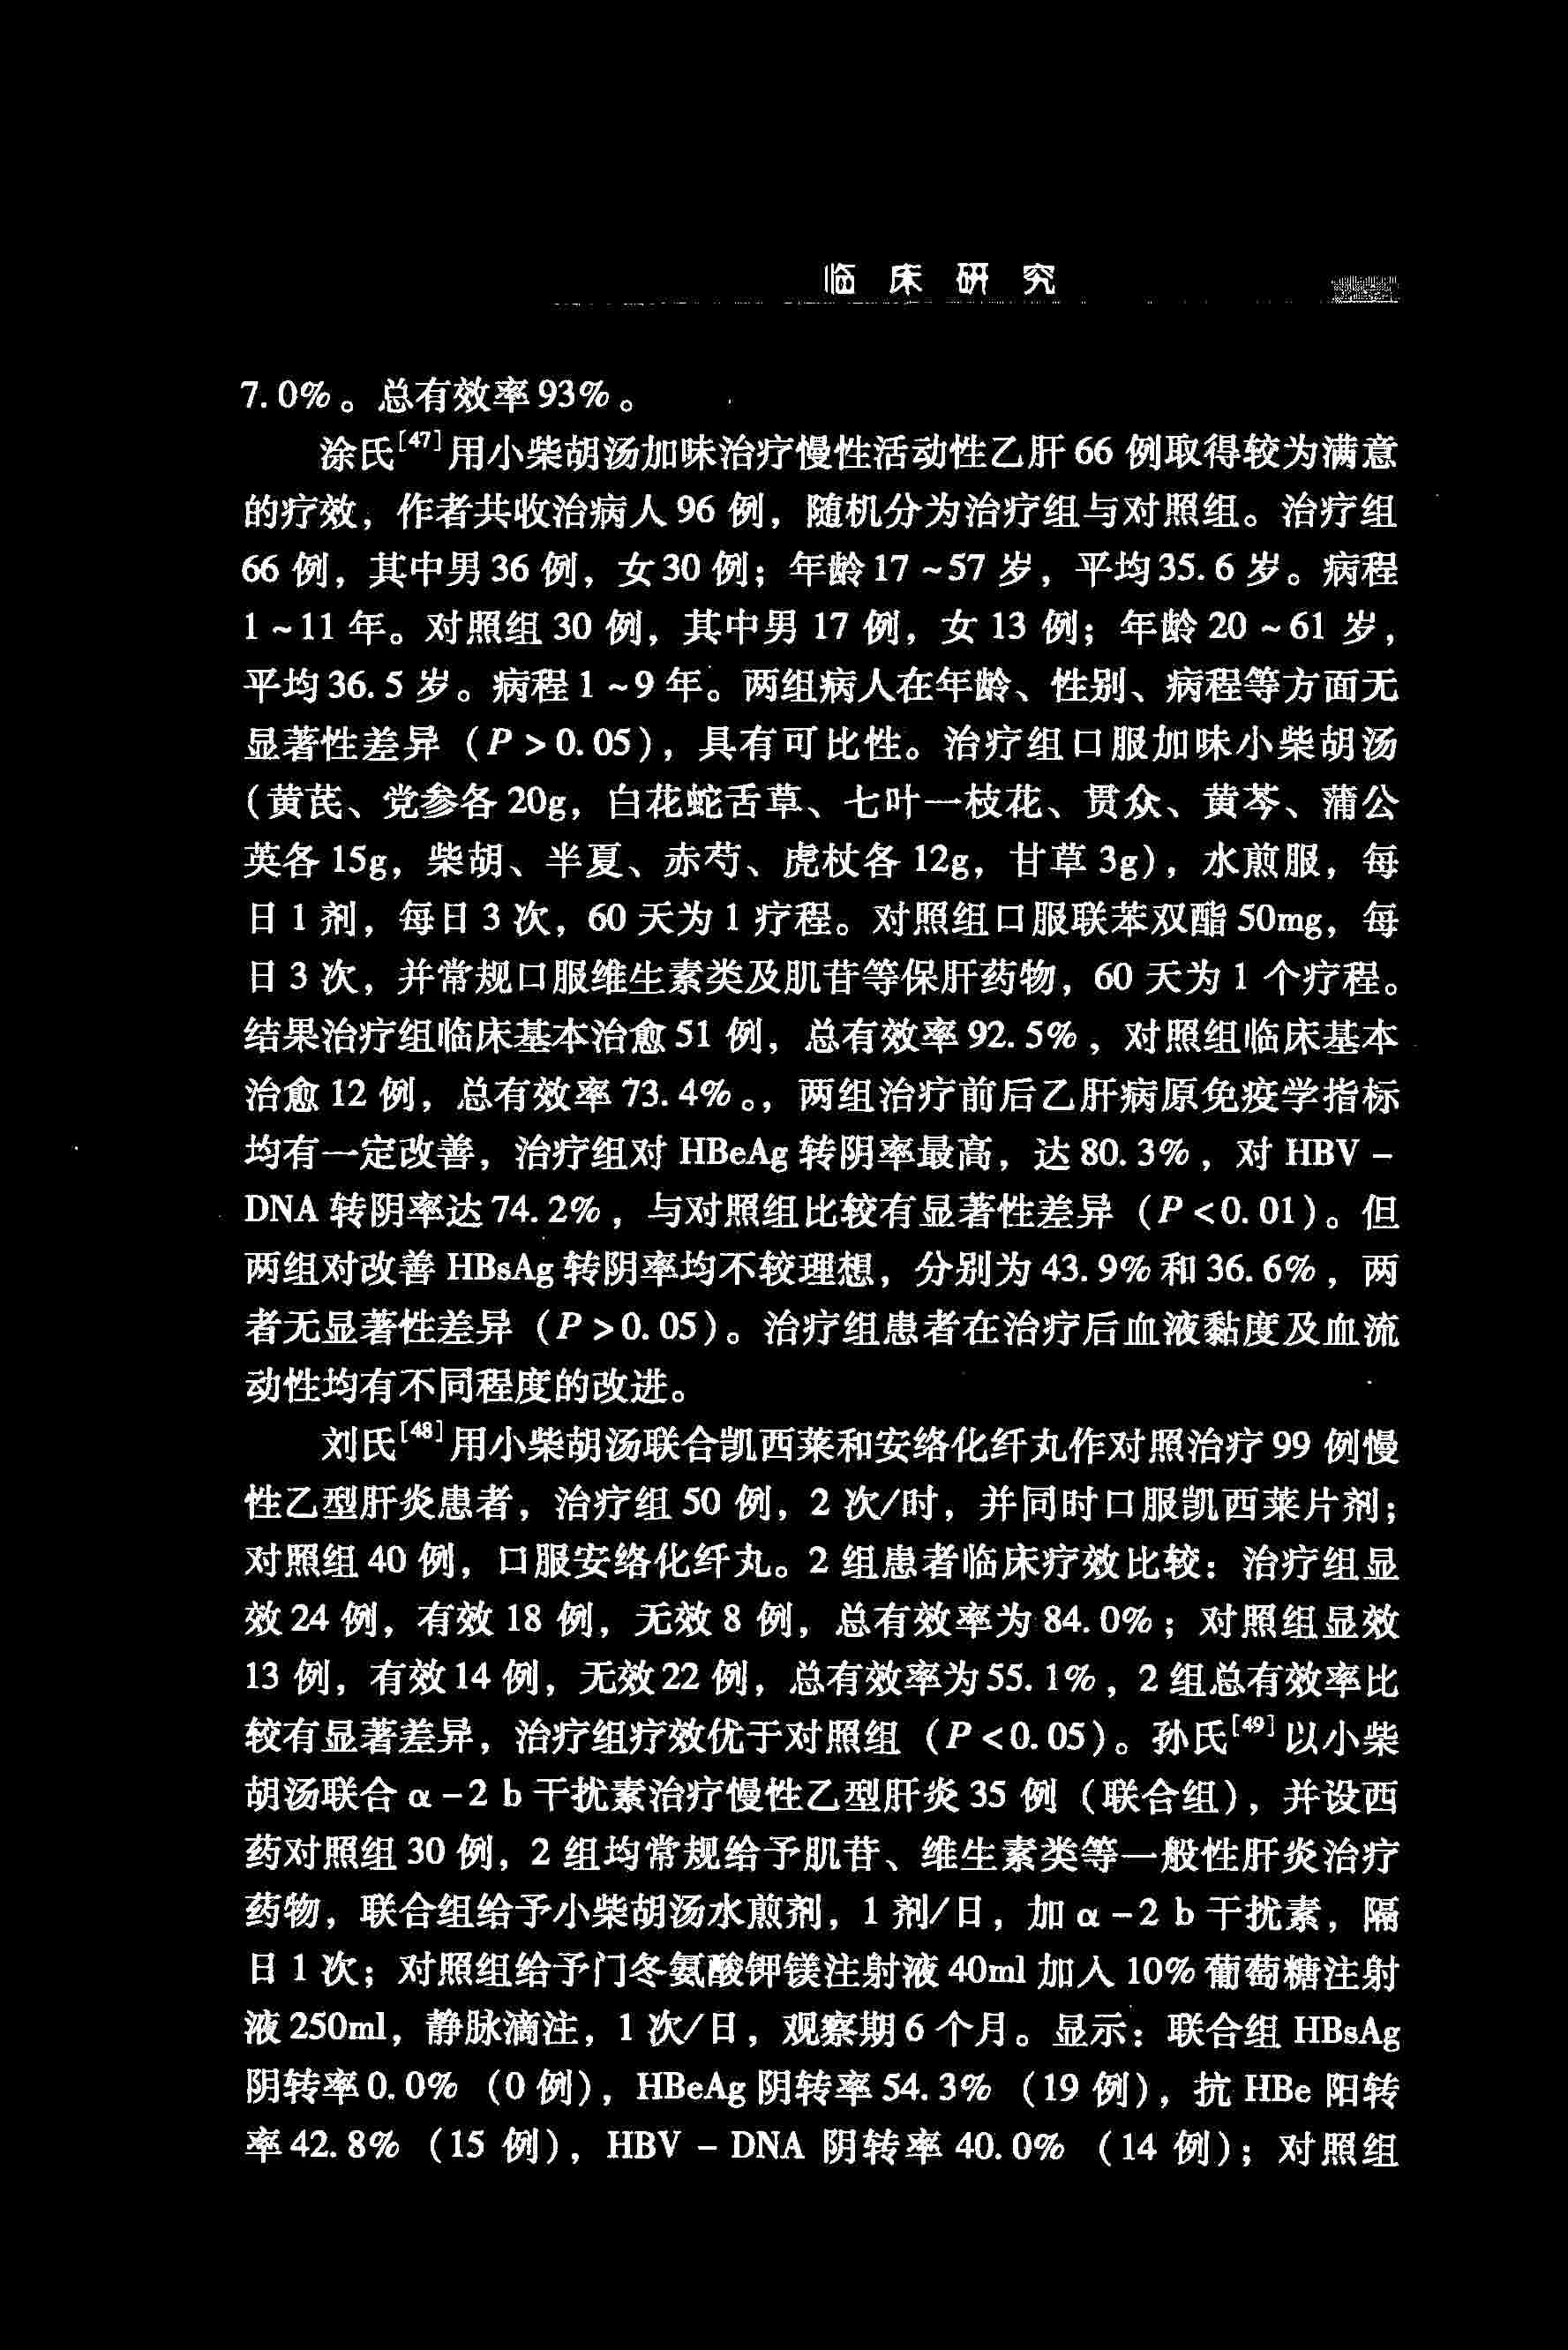 临床研究
7.0%。总有效率93%。
涂氏[47]用小柴胡汤加味治疗慢性活动性乙肝66例取得较为满意
的疗效，作者共收治病人96例，随机分为治疗组与对照组。治疗组
66例，其中男36例，女30例；年龄17~57岁，平均35.6岁。病程
1~11年。对照组30例，其中男17例，女13例；年龄20~61岁，
平均36.5岁。病程1~9年。两组病人在年龄、性别、病程等方面无
显著性差异（P>0.05），具有可比性。治疗组口服加味小柴胡汤
（黄芪、党参各20g，白花蛇舌草、七叶一枝花、贯众、黄芩、蒲公
英各15g，柴胡、半夏、赤芍、虎杖各12g，甘草3g），水煎服，每
日1剂，每日3次，60天为1疗程。对照组口服联苯双酯50mg，每
日3次，并常规口服维生素类及肌苷等保肝药物，60天为1个疗程。
结果治疗组临床基本治愈51例，总有效率92.5%，对照组临床基本
治愈12例，总有效率73.4%。，两组治疗前后乙肝病原免疫学指标
均有一定改善，治疗组对HBeAg转阴率最高，达80.3%，对HBV-
DNA转阴率达74.2%，与对照组比较有显著性差异（P<0.01）。但
两组对改善HBsAg转阴率均不较理想，分别为43.9%和36.6%，两
者无显著性差异（P>0.05）。治疗组患者在治疗后血液黏度及血流
动性均有不同程度的改进。
刘氏[48]用小柴胡汤联合凯西莱和安络化纤丸作对照治疗99例慢
性乙型肝炎患者，治疗组50例，2次/时，并同时口服凯西莱片剂；
对照组40例，口服安络化纤丸。2组患者临床疗效比较：治疗组显
效24例，有效18例，无效8例，总有效率为84.0%；对照组显效
13例，有效14例，无效22例，总有效率为55.1%，2组总有效率比
较有显著差异，治疗组疗效优于对照组（P<0.05）。孙氏[49]以小柴
胡汤联合α-2b干扰素治疗慢性乙型肝炎35例（联合组），并设西
药对照组30例，2组均常规给予肌苷、维生素类等一般性肝炎治疗
药物，联合组给予小柴胡汤水煎剂，1剂/日，加α-2b干扰素，隔
日1次；对照组给予门冬氨酸钾镁注射液40ml加入10%葡萄糖注射
液250ml，静脉滴注，1次/日，观察期6个月。显示：联合组HBsAg
阴转率0.0%（0例），HBeAg阴转率54.3%（19例），抗HBe阳转
率42.8%（15例），HBV-DNA阴转率40.0%（14例）；对照组